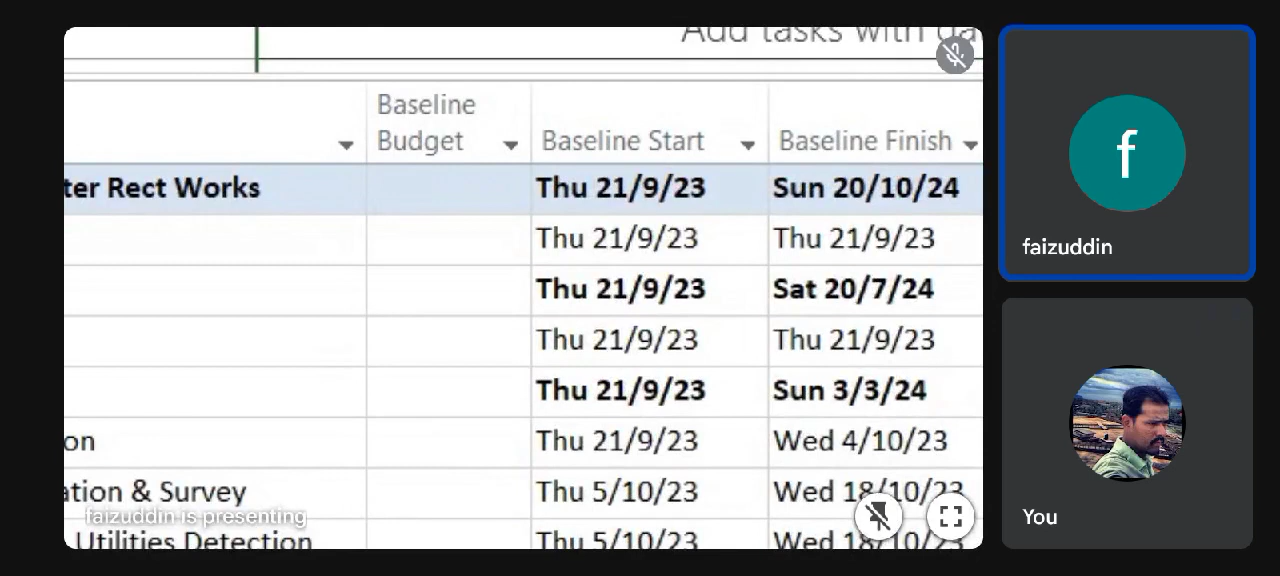 Add tasks with da
Baseline Budget Baseline Start Baseline Finish
ter Rect Works Thu 21/9/23 Sun 20/10/24
Thu 21/9/23 Thu 21/9/23
Thu 21/9/23 Sat 20/7/24
Thu 21/9/23 Thu 21/9/23
Thu 21/9/23 Sun 3/3/24
on Thu 21/9/23 Wed 4/10/23
ation & Survey Thu 5/10/23 Wed 18/10/23
faizuddin is presenting
Utilities Detection Thu 5/10/23 Wed 18/10/23
f
faizuddin
You